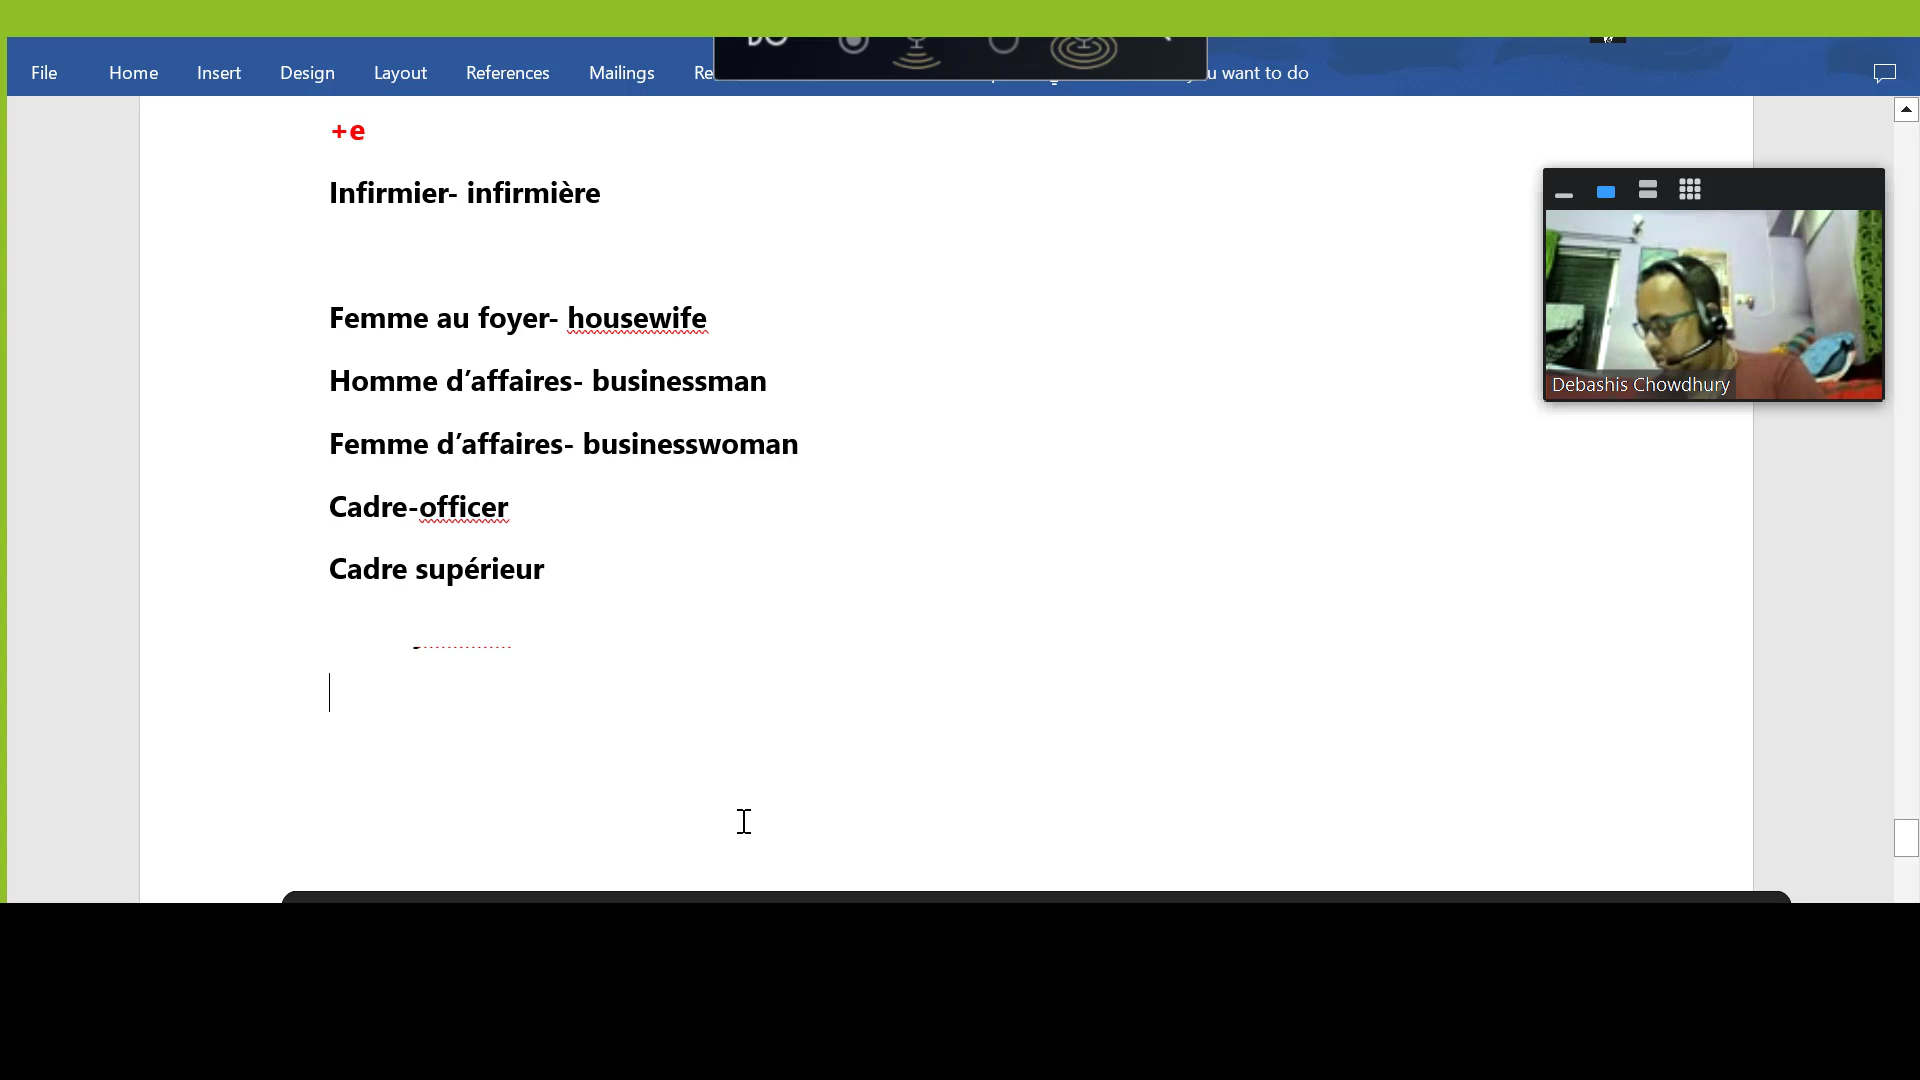 File Home Insert Design Layout References Mailings Re u want to do
+e
Infirmier- infirmière
Femme au foyer- housewife
Homme d’affaires- businessman
Femme d’affaires- businesswoman
Cadre-officer
Cadre supérieur
Debashis Chowdhury